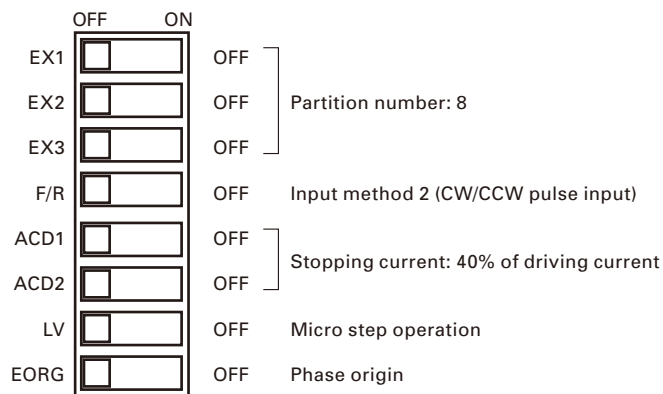 OFF ON
EX1 OFF
EX2 OFF Partition number: 8
EX3 OFF
F/R OFF Input method 2 (CW/CCW pulse input)
ACD1 OFF
Stopping current: 40% of driving current
ACD2 OFF
LV OFF Micro step operation
EORG OFF Phase origin